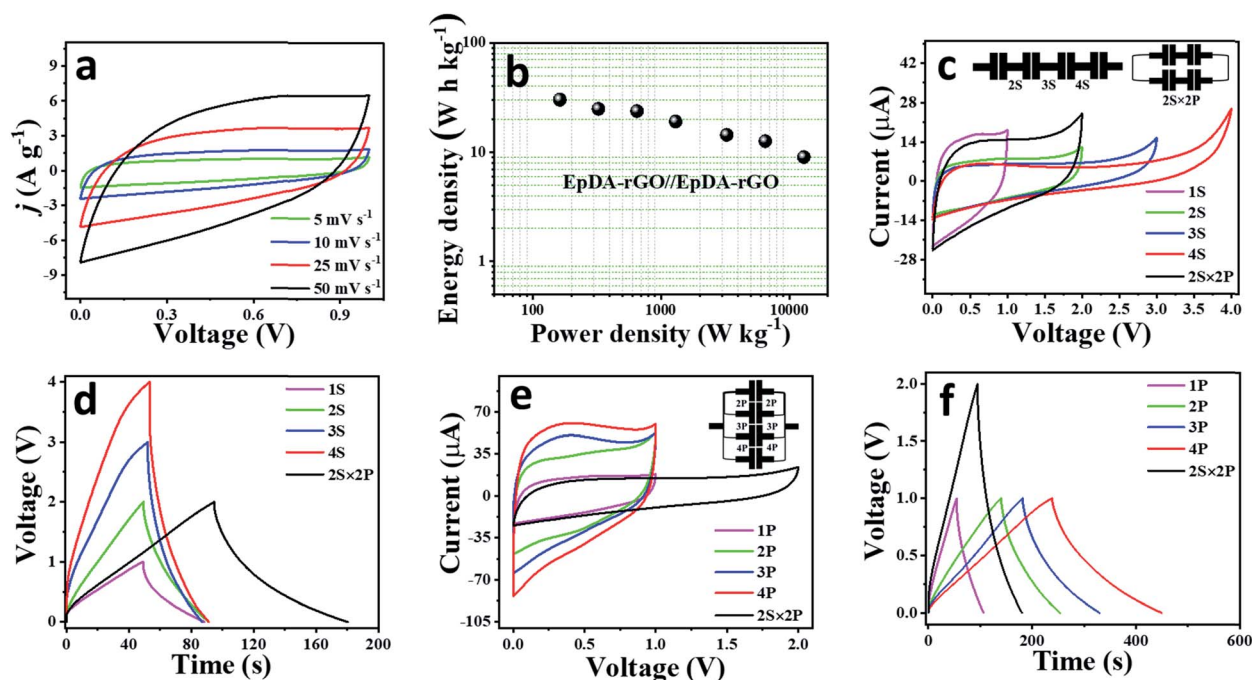 a
9
6
3
0
-3
-6
-9
j (A g⁻¹)
5 mV s⁻¹
10 mV s⁻¹
25 mV s⁻¹
50 mV s⁻¹
0.0 0.3 0.6 0.9
Voltage (V)
b
100
10
1
Energy density (W h kg⁻¹)
EpDA-rGO//EpDA-rGO
100 1000 10000
Power density (W kg⁻¹)
c
2S 3S 4S
2S×2P
42
28
14
0
-14
-28
Current (μA)
1S
2S
3S
4S
2S×2P
0.0 0.5 1.0 1.5 2.0 2.5 3.0 3.5 4.0
Voltage (V)
d
4
3
2
1
0
Voltage (V)
1S
2S
3S
4S
2S×2P
0 40 80 120 160 200
Time (s)
e
2P 2P
3P 3P
4P 4P
70
35
0
-35
-70
-105
Current (μA)
1P
2P
3P
4P
2S×2P
0.0 0.5 1.0 1.5 2.0
Voltage (V)
f
2.0
1.5
1.0
0.5
0.0
Voltage (V)
1P
2P
3P
4P
2S×2P
0 200 400 600
Time (s)